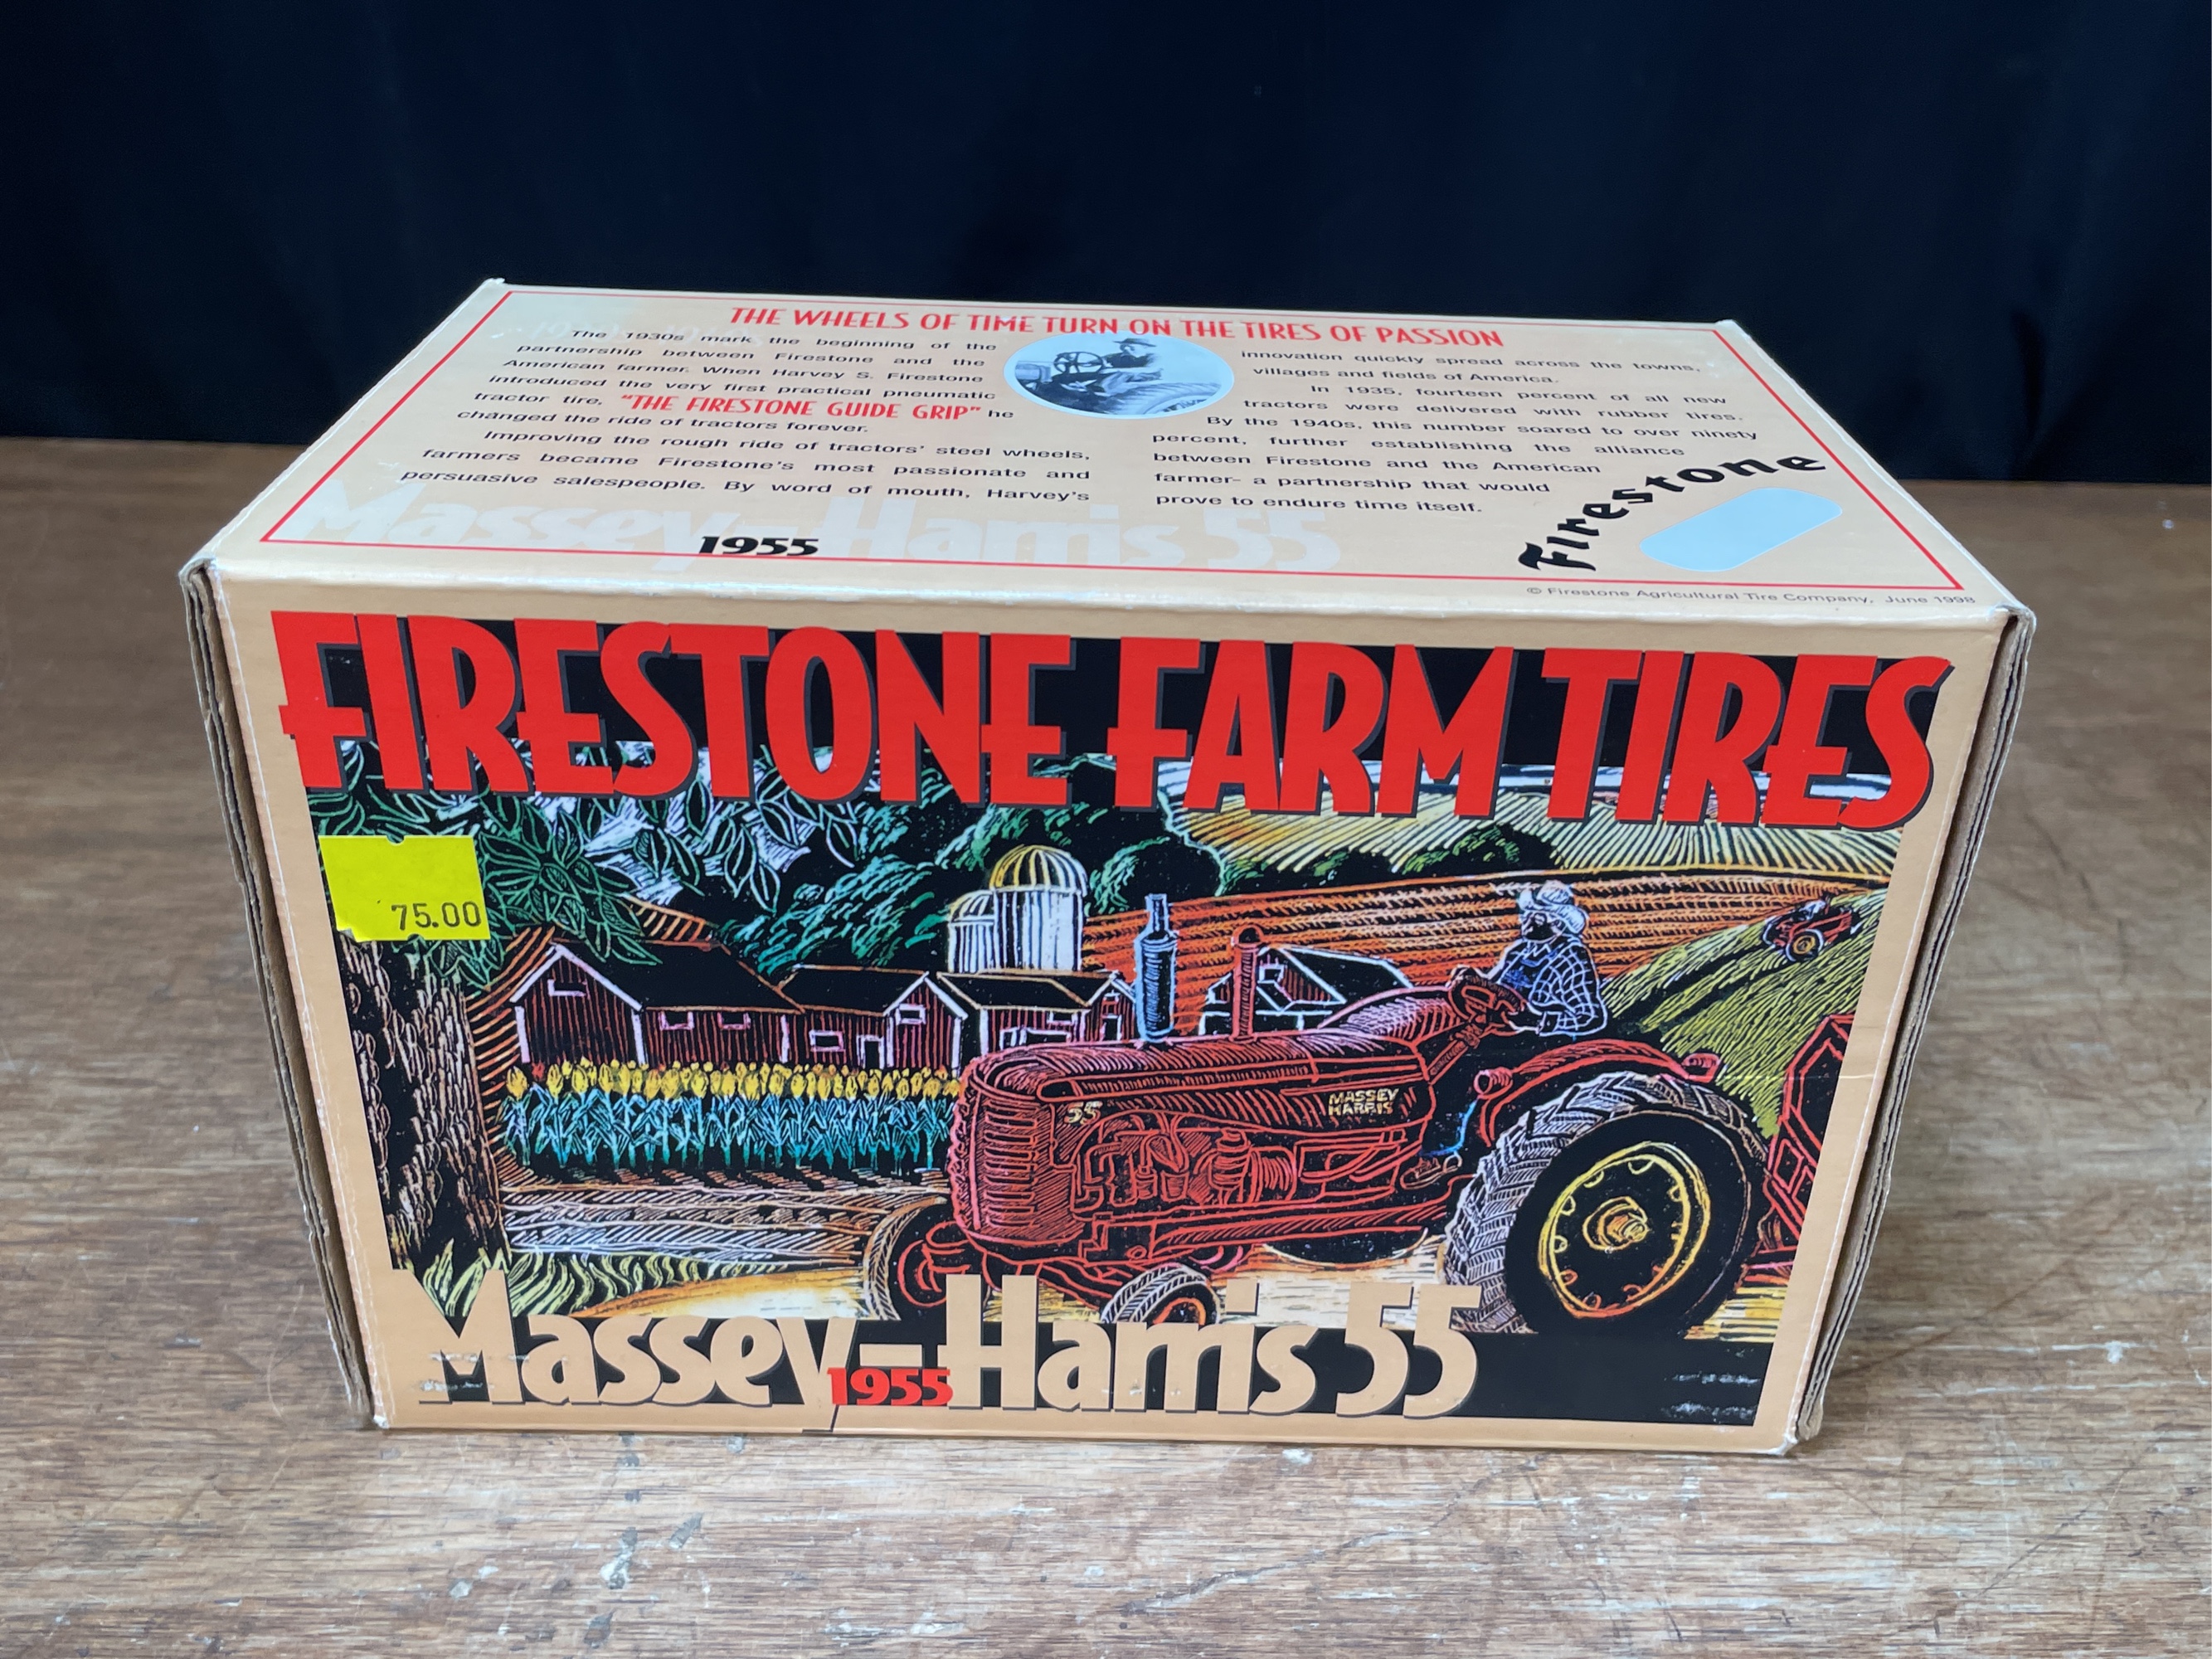 THE WHEELS OF TIME TURN ON THE TIRES OF PASSION
The 1930s mark the beginning of the
partnership between Firestone and the
American farmer. When Harvey S. Firestone
introduced the very first practical pneumatic
tractor tire, "THE FIRESTONE GUIDE GRIP" he
changed the ride of tractors forever.
Improving the rough ride of tractors' steel wheels,
farmers became Firestone's most passionate and
persuasive salespeople. By word of mouth, Harvey's
innovation quickly spread across the towns,
villages and fields of America.
In 1935, fourteen percent of all new
tractors were delivered with rubber tires.
By the 1940s, this number soared to over ninety
percent, further establishing the alliance
between Firestone and the American
farmer- a partnership that would
prove to endure time itself.
Firestone
Massey-Harris 55
1955
© Firestone Agricultural Tire Company, June 1998
FIRESTONE FARM TIRES
75.00
55
MASSEY
HARRIS
Massey-Harris 55
1955